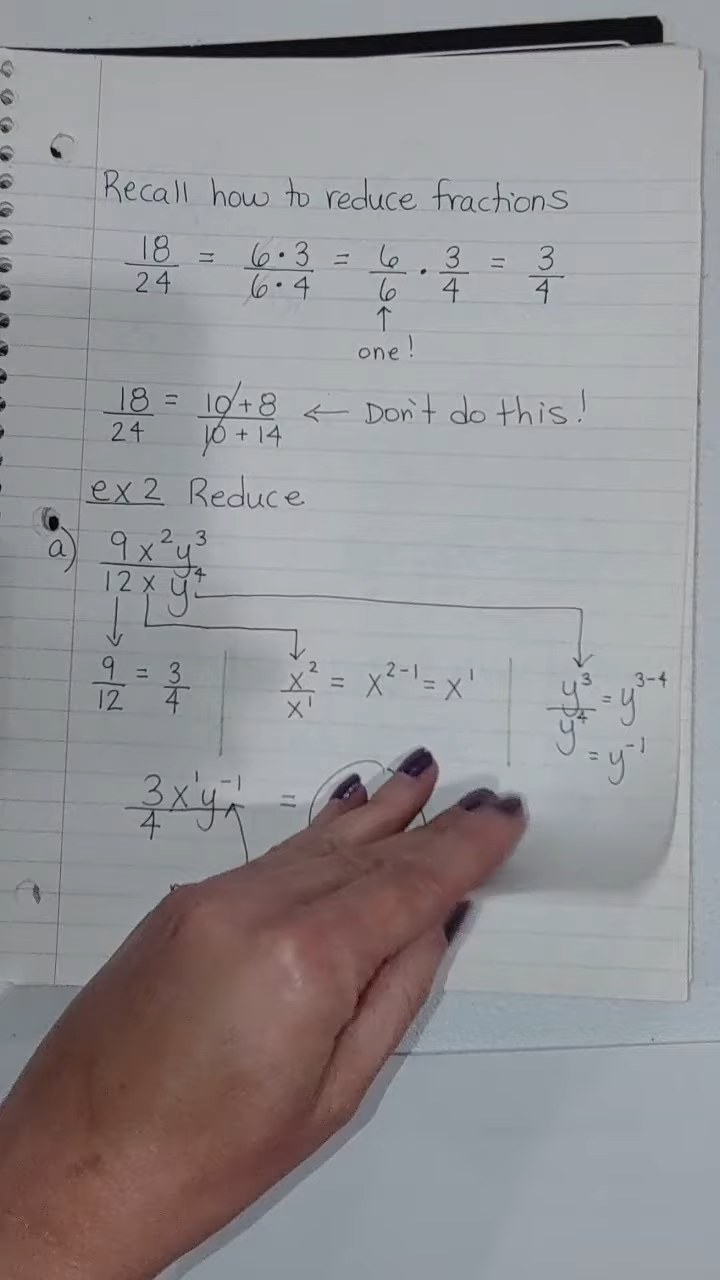 Recall how to reduce fractions
18/24 = 6·3/6·4 = 6/6 · 3/4 = 3/4
↑
one!
18/24 = 10+8/10+14 ← Don't do this!
ex2 Reduce
a) 9x²y³/12xy⁴
9/12 = 3/4 | x²/x¹ = x²⁻¹ = x¹ | y³/y⁴ = y³⁻⁴
= y⁻¹
3x¹y⁻¹/4 =